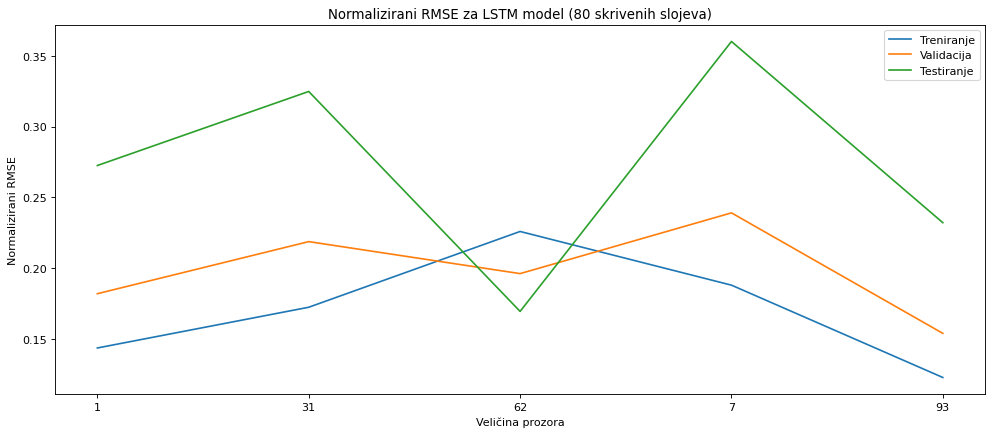 Normalizirani RMSE za LSTM model (80 skrivenih slojeva)
Treniranje
Validacija
Testiranje
Normalizirani RMSE
0.35
0.30
0.25
0.20
0.15
1 31 62 7 93
Veličina prozora